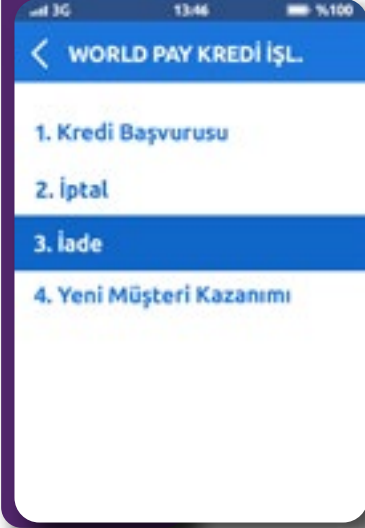 3G 13:46 %100
WORLD PAY KREDİ İŞL.
1. Kredi Başvurusu
2. İptal
3. İade
4. Yeni Müşteri Kazanımı